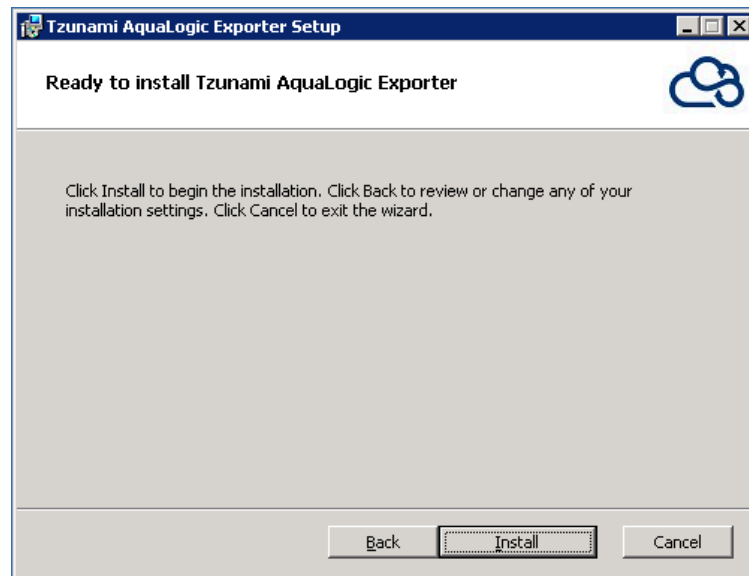 Tzunami AquaLogic Exporter Setup
Ready to install Tzunami AquaLogic Exporter
Click Install to begin the installation. Click Back to review or change any of your
installation settings. Click Cancel to exit the wizard.
Back Install Cancel